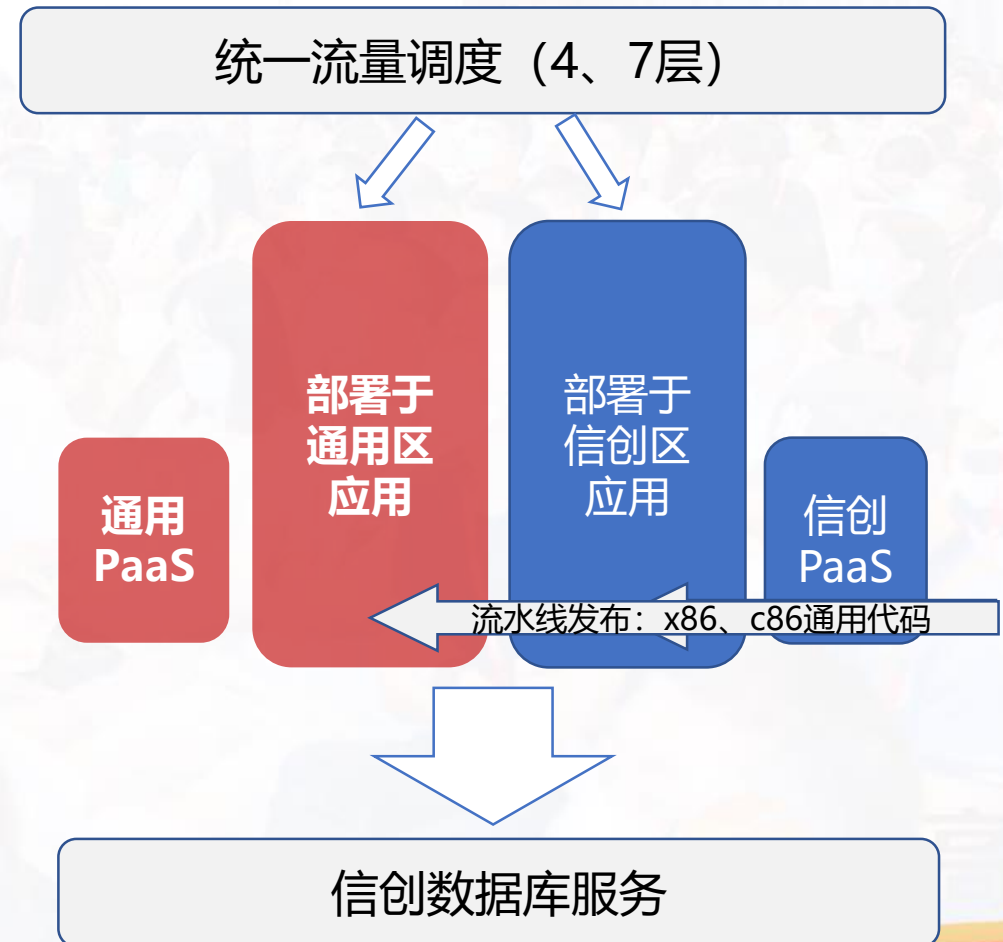 统一流量调度（4、7层）
部署于
通用区
应用
部署于
信创区
应用
通用
PaaS
信创
PaaS
流水线发布：x86、c86通用代码
信创数据库服务